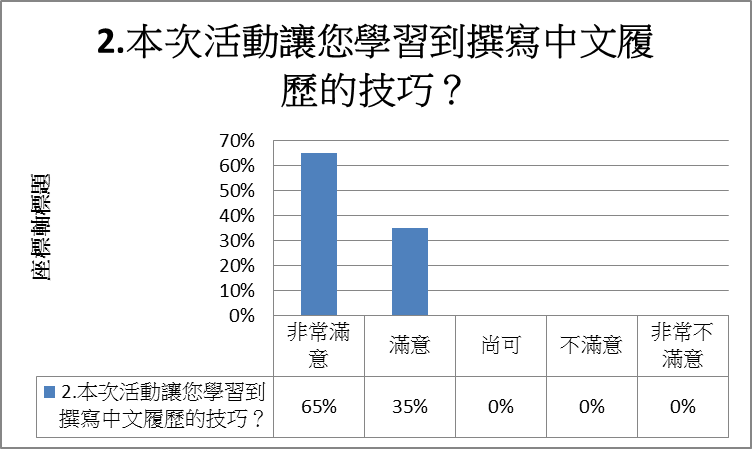 2.本次活動讓您學習到撰寫中文履
歷的技巧？
座標軸標題
70%
60%
50%
40%
30%
20%
10%
0%
非常滿
意
滿意
尚可
不滿意
非常不
滿意
2.本次活動讓您學習到
撰寫中文履歷的技巧？
65%
35%
0%
0%
0%